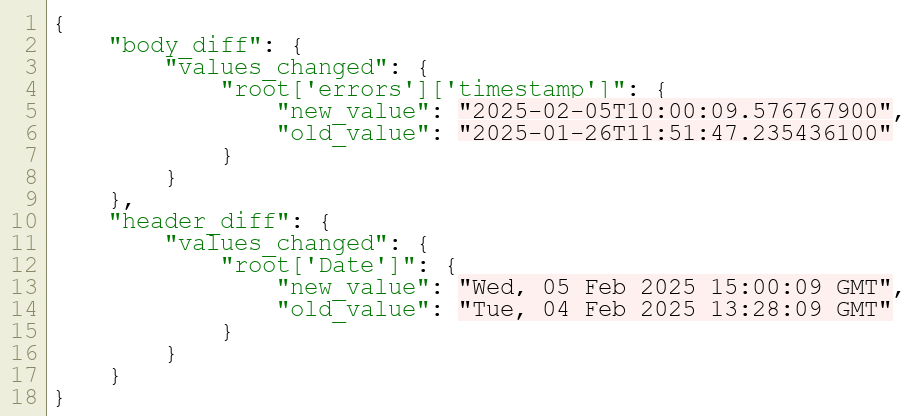 1 {
2     "body_diff": {
3         "values_changed": {
4             "root['errors']['timestamp']": {
5                 "new_value": "2025-02-05T10:00:09.576767900",
6                 "old_value": "2025-01-26T11:51:47.235436100"
7             }
8         }
9     },
10     "header_diff": {
11         "values_changed": {
12             "root['Date']": {
13                 "new_value": "Wed, 05 Feb 2025 15:00:09 GMT",
14                 "old_value": "Tue, 04 Feb 2025 13:28:09 GMT"
15             }
16         }
17     }
18 }